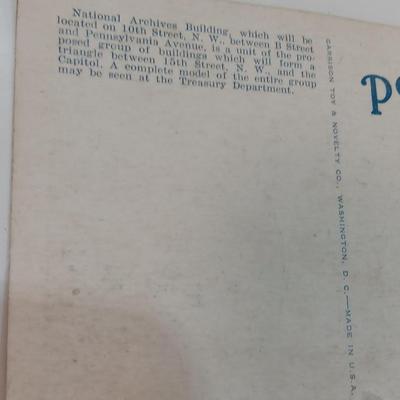 National Archives Building, which will be
located on 10th Street, N. W., between B Street
and Pennsylvania Avenue, is a unit of the pro-
posed group of buildings which will form a
triangle between 15th Street, N. W., and the
Capitol. A complete model of the entire group
may be seen at the Treasury Department.
GARRISON TOY & NOVELTY CO., WASHINGTON, D. C.—MADE IN U.S.A.